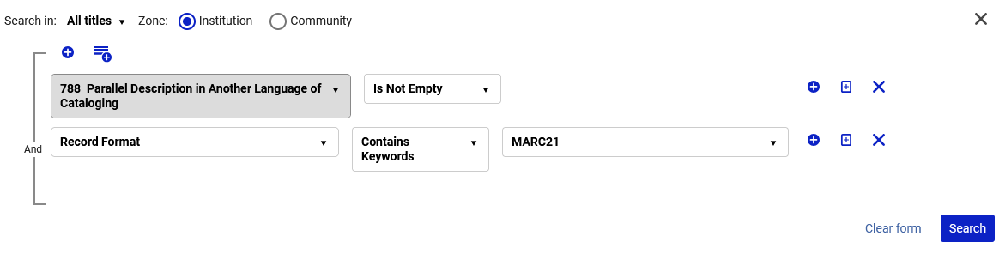 Search in: All titles Zone: Institution Community
788 Parallel Description in Another Language of Cataloging
Is Not Empty
And
Record Format
Contains Keywords
MARC21
Clear form
Search